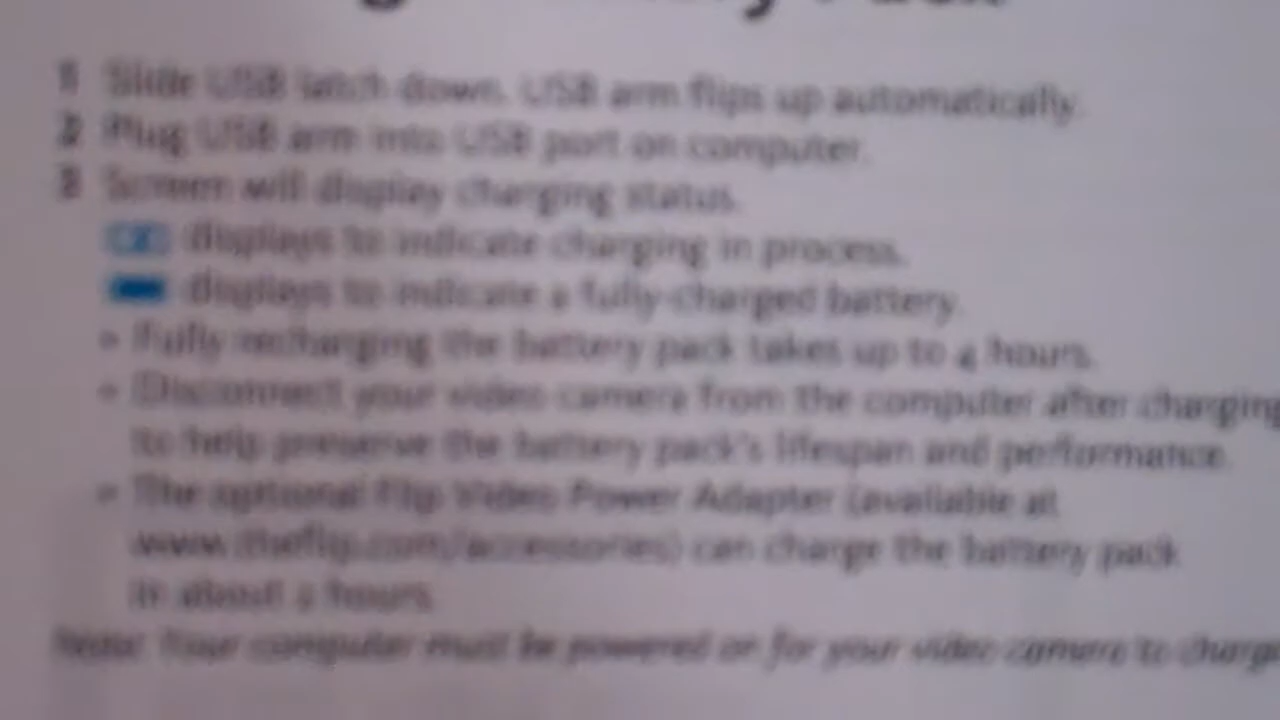 Pack
1 Slide USB latch down. USB arm flips up automatically.
2 Plug USB arm into USB port on computer.
3 Screen will display charging status.
displays to indicate charging in process.
displays to indicate a fully-charged battery.
» Fully recharging the battery pack takes up to 4 hours.
» Disconnect your video camera from the computer after charging
to help preserve the battery pack's lifespan and performance.
» The optional Flip Video Power Adapter (available at
www.theflip.com/accessories) can charge the battery pack
in about hours.
Note: Your computer must be powered on for your video camera to charge